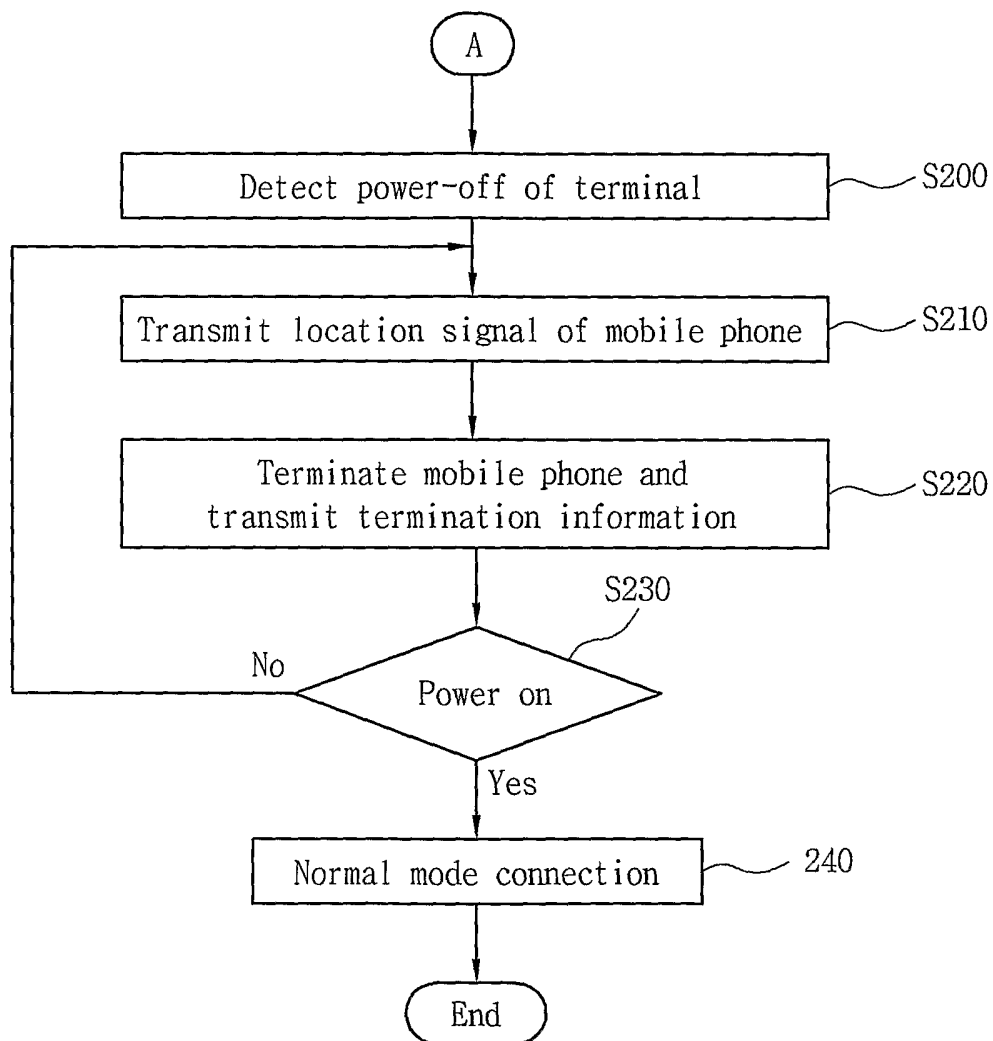 A
Detect power-off of terminal
S200
Transmit location signal of mobile phone
S210
Terminate mobile phone and
transmit termination information
S220
S230
No
Power on
Yes
Normal mode connection
240
End